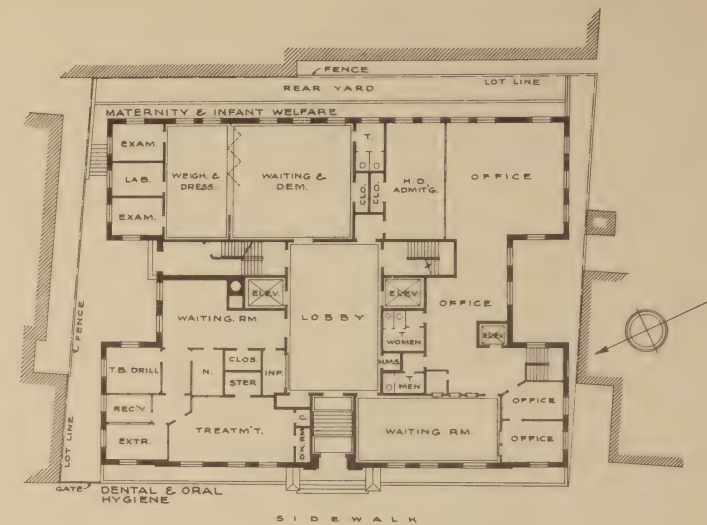 FENCE
LOT LINE
REAR YARD
MATERNITY & INFANT WELFARE
EXAM.
LAB.
EXAM.
WEIGH. &
DRESS.
WAITING &
DEM.
T.
CLO.
CLO.
H.D.
ADMIT'G.
OFFICE
ELEV.
LOBBY
ELEV
OFFICE
WAITING. RM.
T
WOMEN
ELEV.
FENCE
CLOS.
INF.
H.M.S.
T.B. DRILL
N.
STER
T
MEN
OFFICE
REC'V.
C
EXTR.
TREATM'T.
DK. RM
WAITING RM.
OFFICE
LOT LINE
GATE
DENTAL & ORAL
HYGIENE
SIDEWALK